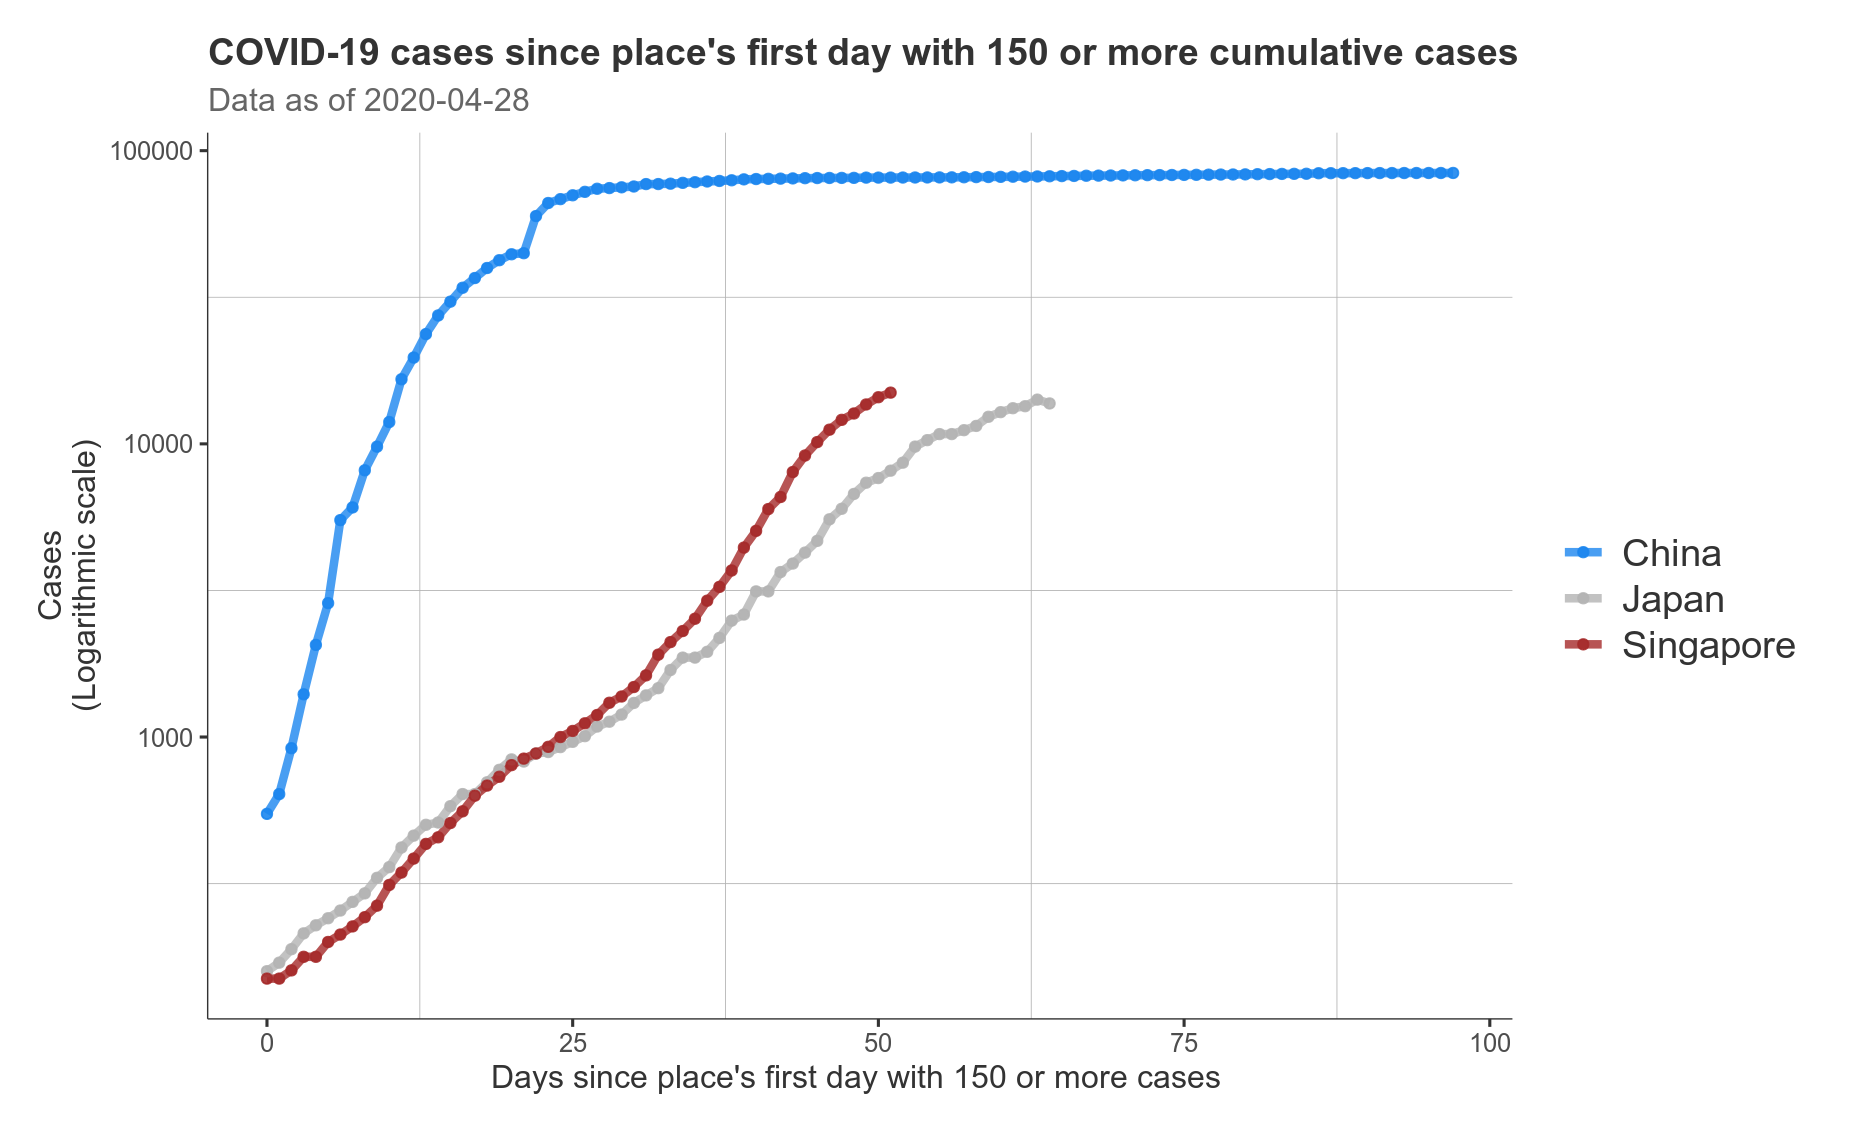 COVID-19 cases since place's first day with 150 or more cumulative cases
Data as of 2020-04-28
100000
10000
1000
Cases
(Logarithmic scale)
0
25
50
75
100
Days since place's first day with 150 or more cases
China
Japan
Singapore